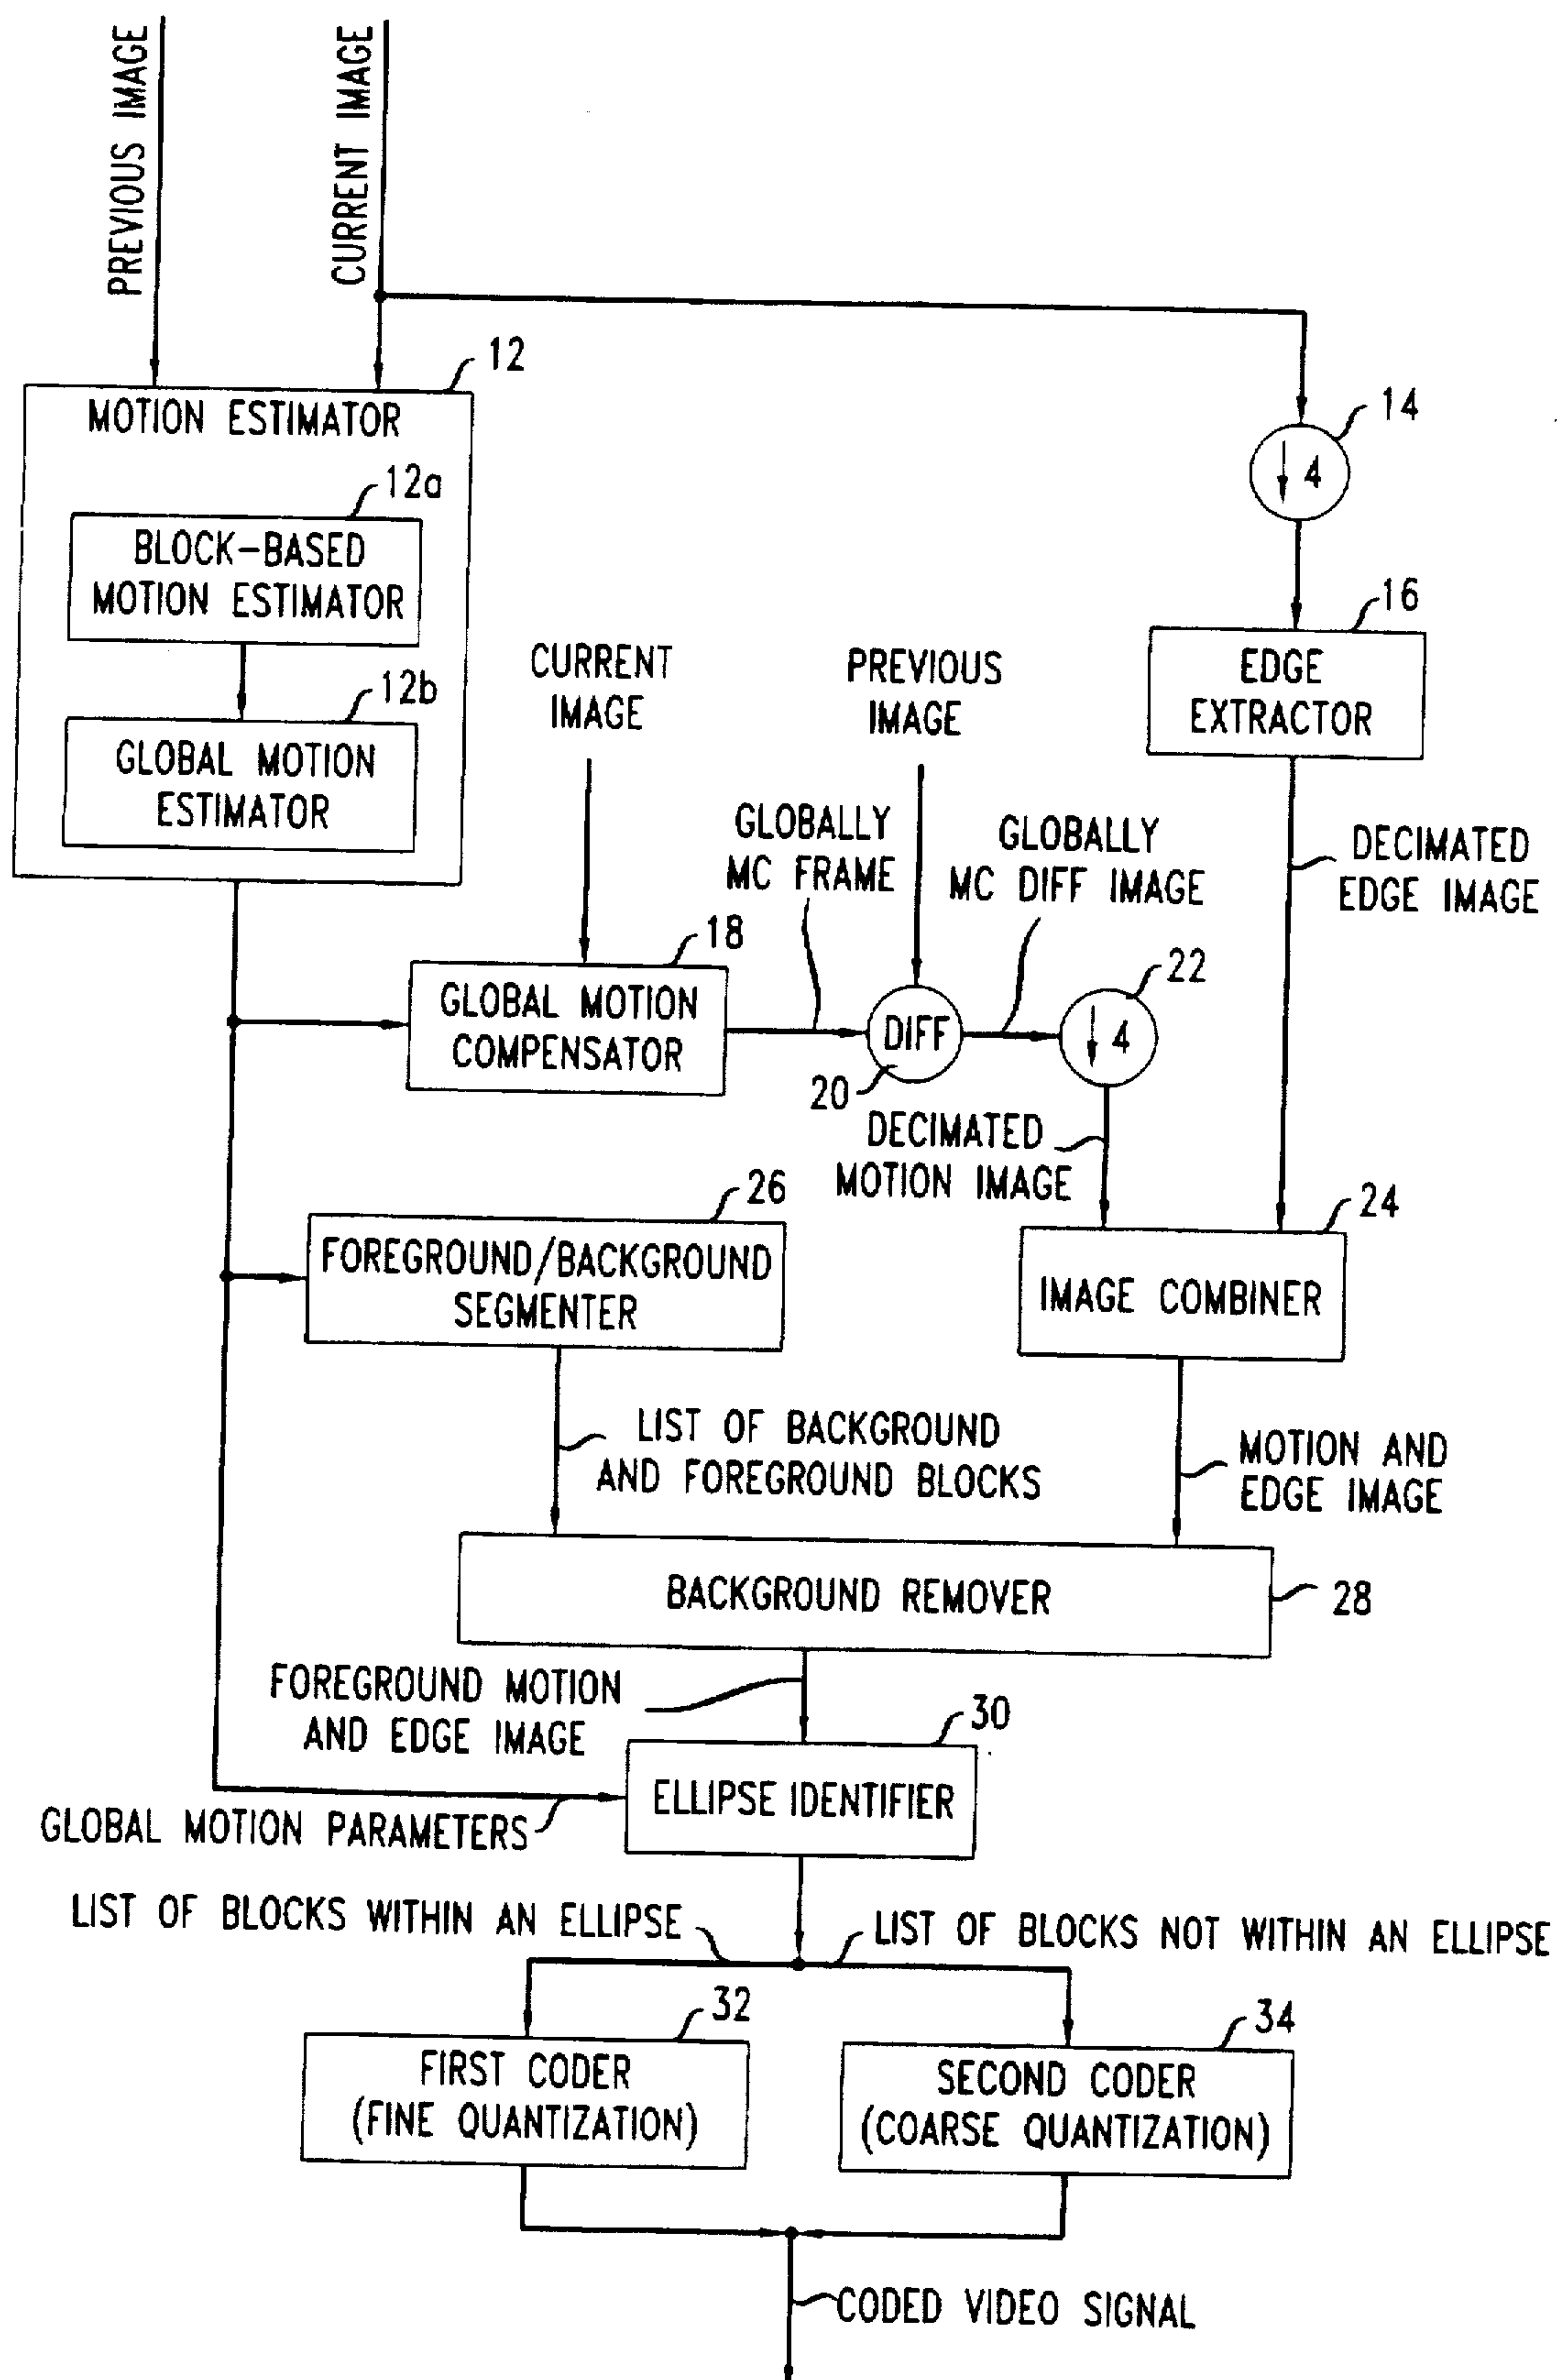 PREVIOUS IMAGE
CURRENT IMAGE
12
MOTION ESTIMATOR
14
↓ 4
12a
BLOCK-BASED
MOTION ESTIMATOR
16
EDGE
EXTRACTOR
12b
GLOBAL MOTION
ESTIMATOR
CURRENT
IMAGE
PREVIOUS
IMAGE
GLOBALLY
MC FRAME
GLOBALLY
MC DIFF IMAGE
DECIMATED
EDGE IMAGE
18
GLOBAL MOTION
COMPENSATOR
DIFF
20
22
↓ 4
DECIMATED
MOTION IMAGE
26
FOREGROUND/BACKGROUND
SEGMENTER
24
IMAGE COMBINER
LIST OF BACKGROUND
AND FOREGROUND BLOCKS
MOTION AND
EDGE IMAGE
BACKGROUND REMOVER
28
FOREGROUND MOTION
AND EDGE IMAGE
30
ELLIPSE IDENTIFIER
GLOBAL MOTION PARAMETERS
LIST OF BLOCKS WITHIN AN ELLIPSE
LIST OF BLOCKS NOT WITHIN AN ELLIPSE
32
FIRST CODER
(FINE QUANTIZATION)
34
SECOND CODER
(COARSE QUANTIZATION)
CODED VIDEO SIGNAL